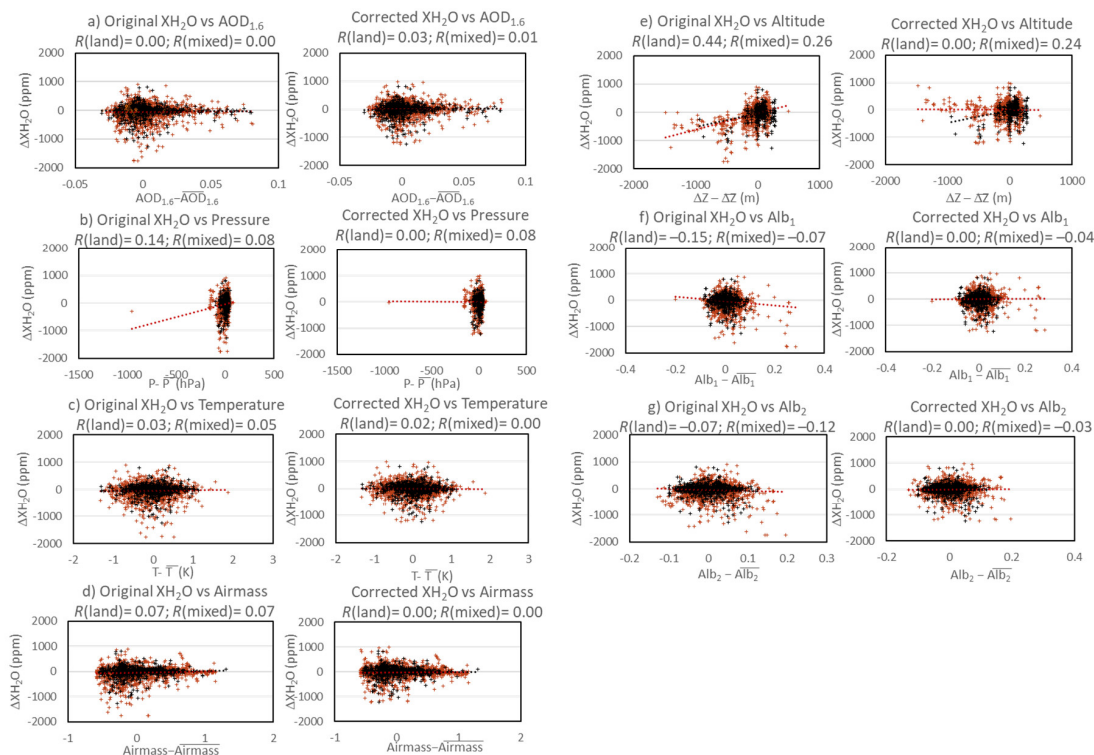 a) Original XH₂O vs AOD₁.₆
R(land)= 0.00; R(mixed)= 0.00
2000
1000
0
-1000
2000
ΔXH₂O (ppm)
-0.05
0
0.05
0.1
AOD₁.₆−AOD₁.₆
Corrected XH₂O vs AOD₁.₆
R(land)= 0.03; R(mixed)= 0.01
2000
1000
0
-1000
2000
ΔXH₂O (ppm)
-0.05
0
0.05
0.1
AOD₁.₆−AOD₁.₆
b) Original XH₂O vs Pressure
R(land)= 0.14; R(mixed)= 0.08
2000
1000
0
-1000
2000
ΔXH₂O (ppm)
-1500
-1000
-500
0
500
P- P (hPa)
Corrected XH₂O vs Pressure
R(land)= 0.00; R(mixed)= 0.08
2000
1000
0
-1000
2000
ΔXH₂O (ppm)
-1500
-1000
-500
0
500
P- P (hPa)
c) Original XH₂O vs Temperature
R(land)= 0.03; R(mixed)= 0.05
2000
1000
0
-1000
2000
ΔXH₂O (ppm)
-2
-1
0
1
2
3
T- T (K)
Corrected XH₂O vs Temperature
R(land)= 0.02; R(mixed)= 0.00
2000
1000
0
-1000
2000
ΔXH₂O (ppm)
-2
-1
0
1
2
3
T- T (K)
d) Original XH₂O vs Airmass
R(land)= 0.07; R(mixed)= 0.07
2000
1000
0
-1000
2000
ΔXH₂O (ppm)
-1
0
1
2
Airmass−Airmass
Corrected XH₂O vs Airmass
R(land)= 0.00; R(mixed)= 0.00
2000
1000
0
-1000
2000
ΔXH₂O (ppm)
-1
0
1
2
Airmass−Airmass
e) Original XH₂O vs Altitude
R(land)= 0.44; R(mixed)= 0.26
2000
1000
0
-1000
2000
ΔXH₂O (ppm)
-2000
-1000
0
1000
ΔZ − ΔZ (m)
Corrected XH₂O vs Altitude
R(land)= 0.00; R(mixed)= 0.24
2000
1000
0
-1000
2000
ΔXH₂O (ppm)
-2000
-1000
0
1000
ΔZ − ΔZ (m)
f) Original XH₂O vs Alb₁
R(land)= −0.15; R(mixed)= −0.07
2000
1000
0
-1000
2000
ΔXH₂O (ppm)
-0.4
-0.2
0
0.2
0.4
Alb₁ − Alb₁
Corrected XH₂O vs Alb₁
R(land)= 0.00; R(mixed)= −0.04
2000
1000
0
-1000
2000
ΔXH₂O (ppm)
-0.4
-0.2
0
0.2
0.4
Alb₁ − Alb₁
g) Original XH₂O vs Alb₂
R(land)= −0.07; R(mixed)= −0.12
2000
1000
0
-1000
2000
ΔXH₂O (ppm)
-0.2
-0.1
0
0.1
0.2
0.3
Alb₂ − Alb₂
Corrected XH₂O vs Alb₂
R(land)= 0.00; R(mixed)= −0.03
2000
1000
0
-1000
2000
ΔXH₂O (ppm)
-0.2
0
0.2
0.4
Alb₂ − Alb₂